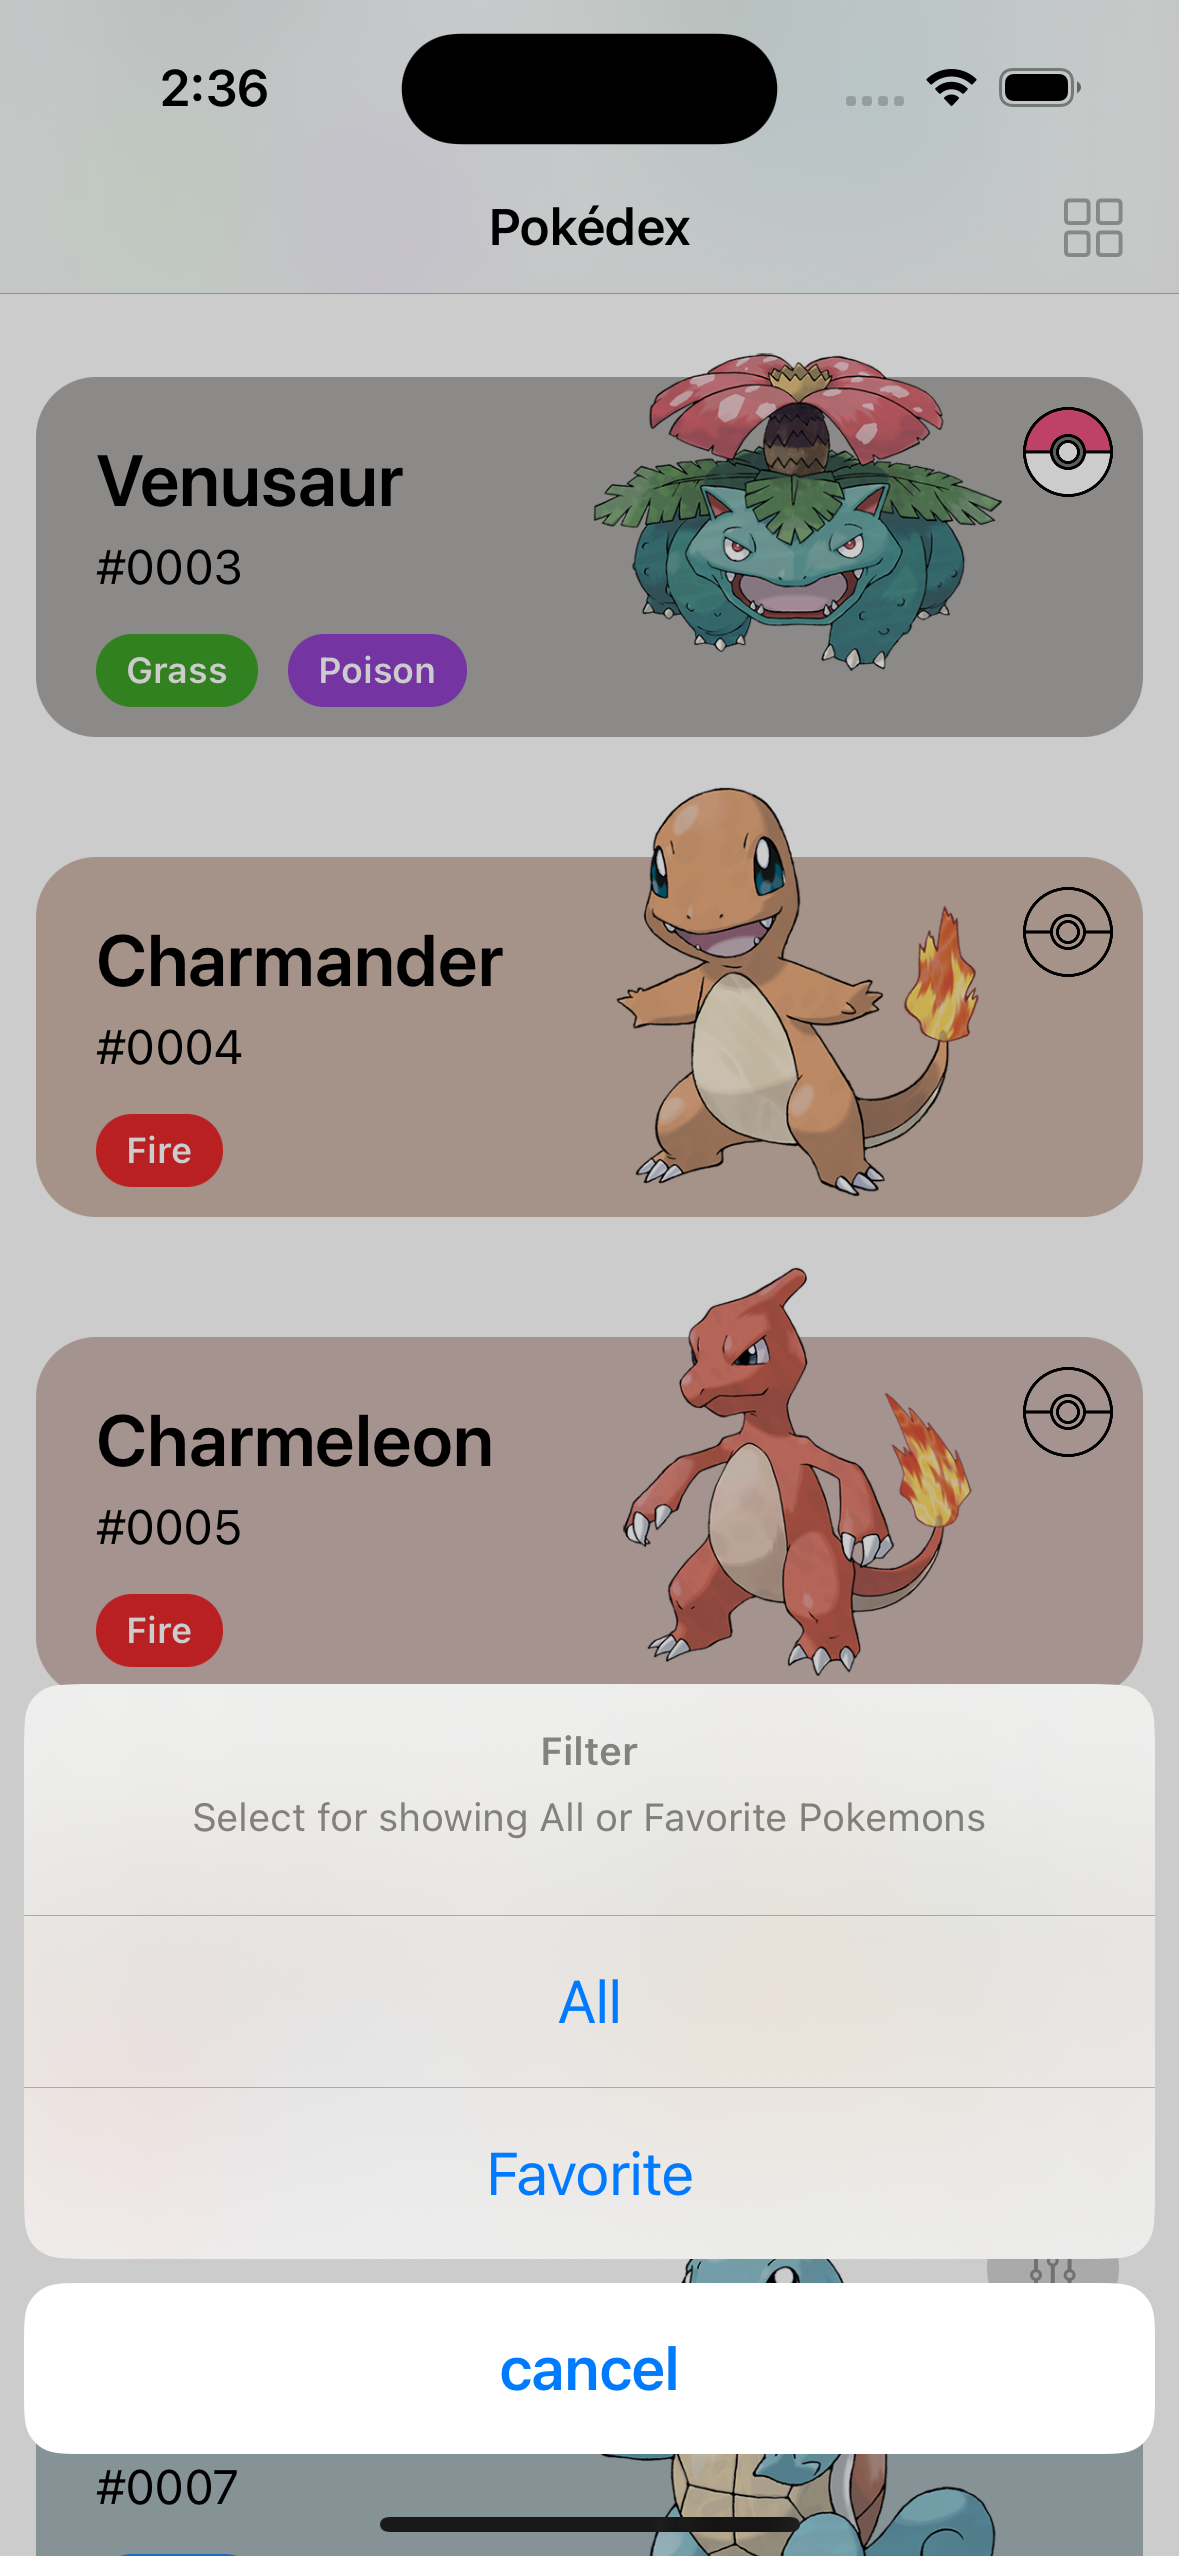 2:36
Pokédex
Venusaur
#0003
Grass Poison
Charmander
#0004
Fire
Charmeleon
#0005
Fire
Filter
Select for showing All or Favorite Pokemons
All
Favorite
cancel
#0007